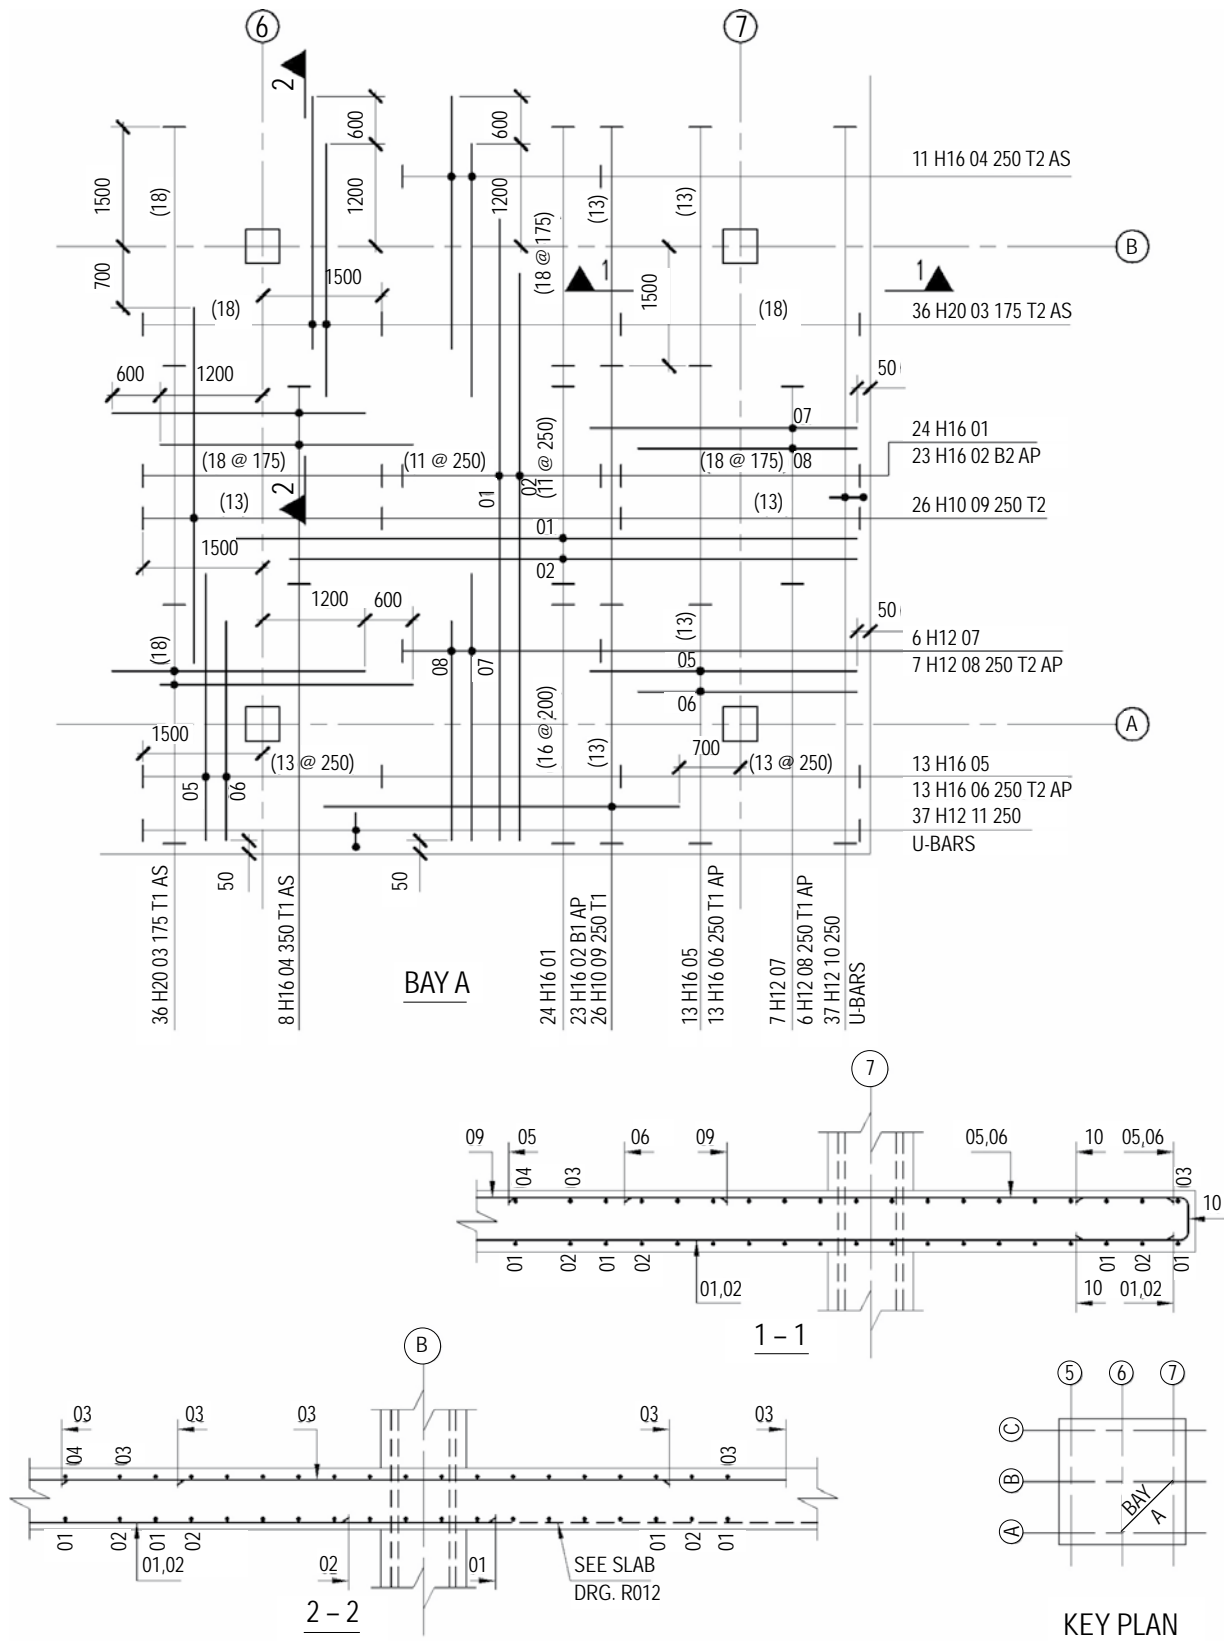 6
7
2
600
600
11 H16 04 250 T2 AS
1500
(18)
1200
1200
(13)
(13)
(18 @ 175)
B
700
1500
1
1500
1
(18)
(18)
36 H20 03 175 T2 AS
600
1200
50
07
24 H16 01
23 H16 02 B2 AP
(18 @ 175)
(11 @ 250)
(11 @ 250)
(18 @ 175)
08
2
(13)
01
02
(13)
26 H10 09 250 T2
01
1500
02
1200
600
50
(18)
(13)
6 H12 07
7 H12 08 250 T2 AP
08
07
05
06
(16 @ 200)
A
1500
(13 @ 250)
(13)
700
(13 @ 250)
13 H16 05
13 H16 06 250 T2 AP
05
06
37 H12 11 250
U-BARS
50
50
36 H20 03 175 T1 AS
8 H16 04 350 T1 AS
24 H16 01
23 H16 02 B1 AP
26 H10 09 250 T1
13 H16 05
13 H16 06 250 T1 AP
7 H12 07
6 H12 08 250 T1 AP
37 H12 10 250
U-BARS
BAY A
7
09
05
06
09
05,06
10
05,06
04
03
03
10
01
02
01
02
01
02
01
01,02
10
01,02
1 – 1
B
03
03
03
03
03
04
03
03
01
02
01
02
01
02
01
01,02
02
01
SEE SLAB
DRG. R012
2 – 2
5
6
7
C
B
A
BAY
A
KEY PLAN